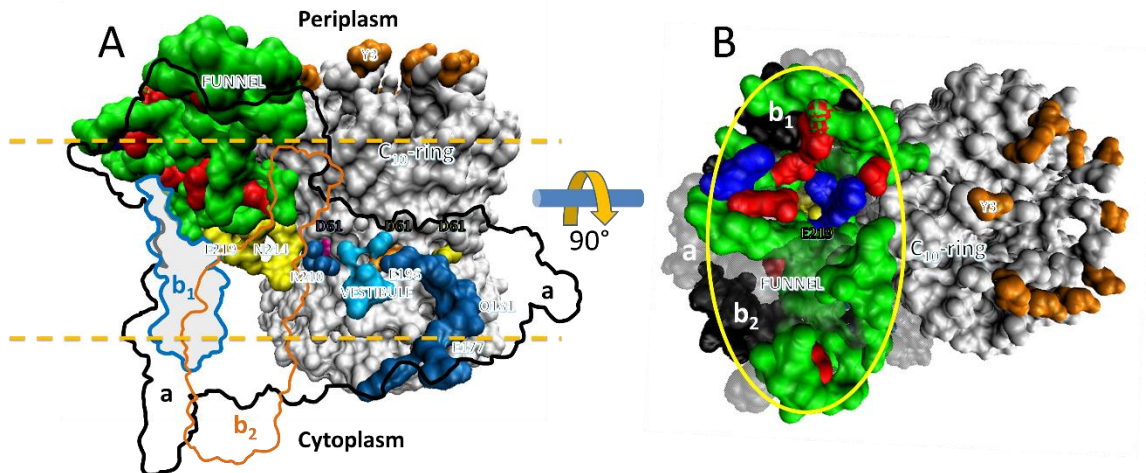 A
Periplasm
B
Y3
FUNNEL
b1
C10-ring
Y3
D61
D61
D61
90°
E219
a
C10-ring
E219
N214
R210
E196
VESTIBULE
a
FUNNEL
b1
Q131
b2
E177
a
b2
Cytoplasm